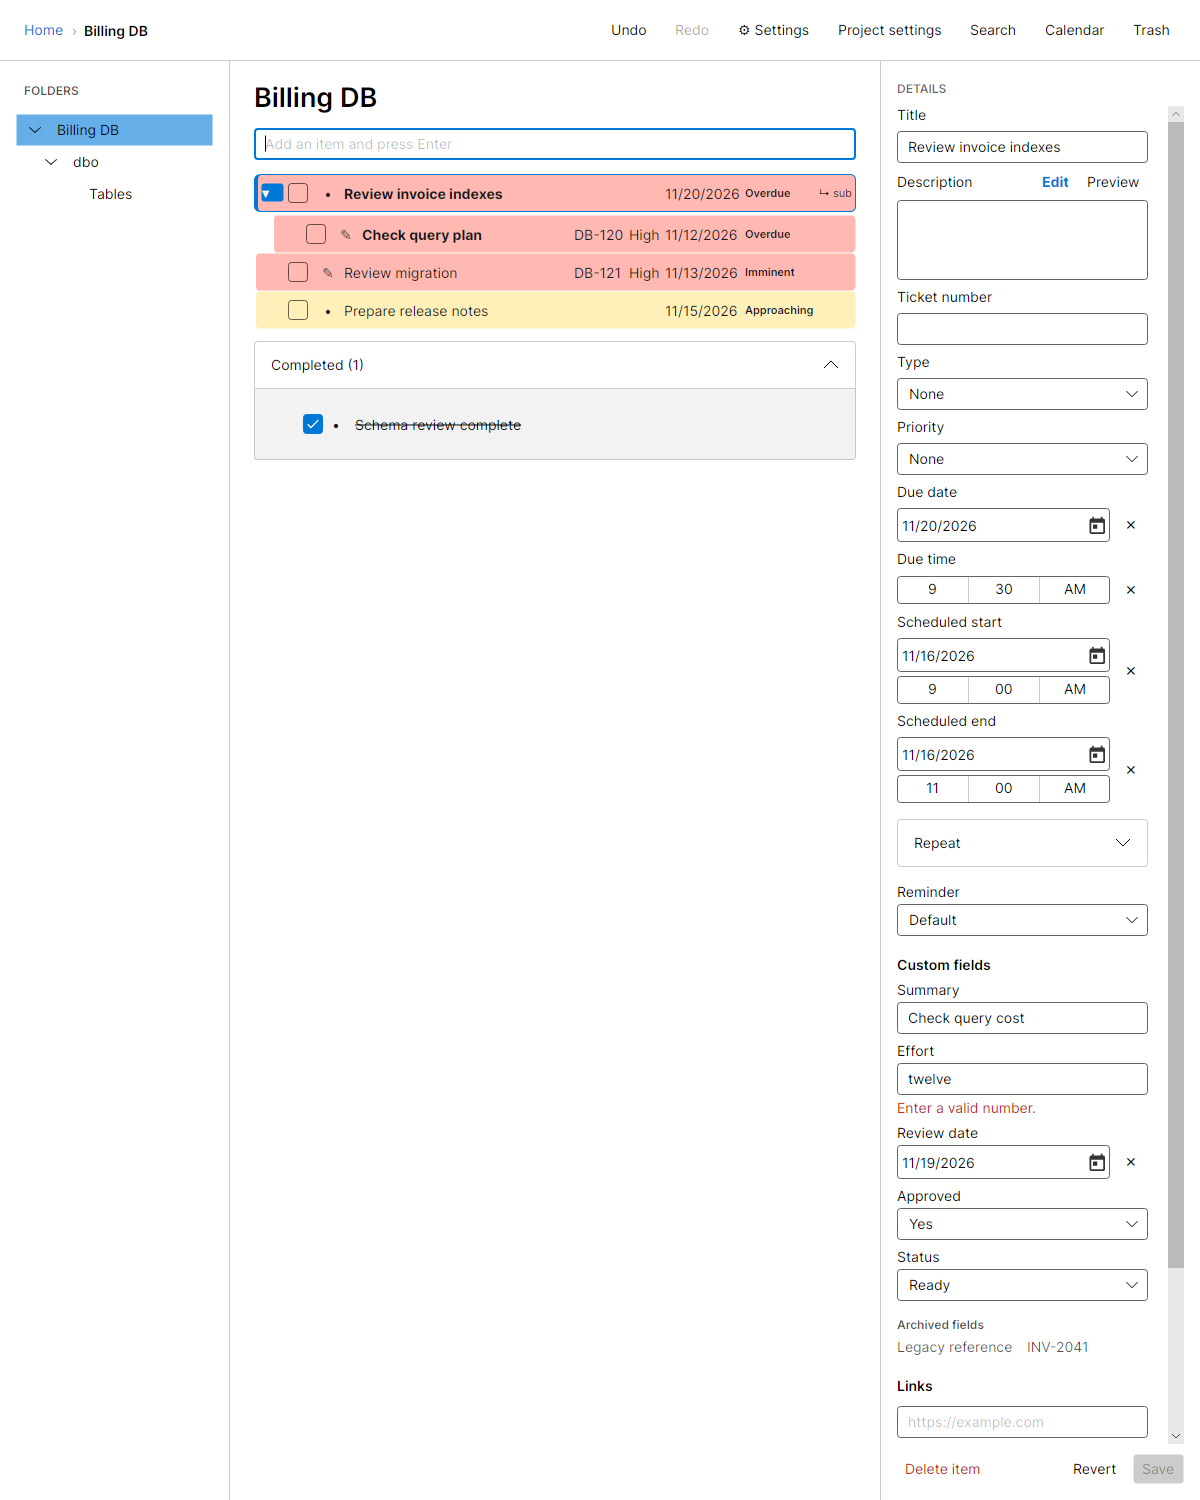 Home › Billing DB
Undo Redo ⚙ Settings Project settings Search Calendar Trash
FOLDERS
Billing DB
dbo
Tables
Billing DB
Add an item and press Enter
• Review invoice indexes 11/20/2026 Overdue ↳ sub
✎ Check query plan DB-120 High 11/12/2026 Overdue
✎ Review migration DB-121 High 11/13/2026 Imminent
• Prepare release notes 11/15/2026 Approaching
Completed (1)
• Schema review complete
DETAILS
Title
Review invoice indexes
Description Edit Preview
Ticket number
Type
None
Priority
None
Due date
11/20/2026 ×
Due time
9 30 AM ×
Scheduled start
11/16/2026
×
9 00 AM
Scheduled end
11/16/2026
×
11 00 AM
Repeat
Reminder
Default
Custom fields
Summary
Check query cost
Effort
twelve
Enter a valid number.
Review date
11/19/2026 ×
Approved
Yes
Status
Ready
Archived fields
Legacy reference INV-2041
Links
https://example.com
Delete item Revert Save